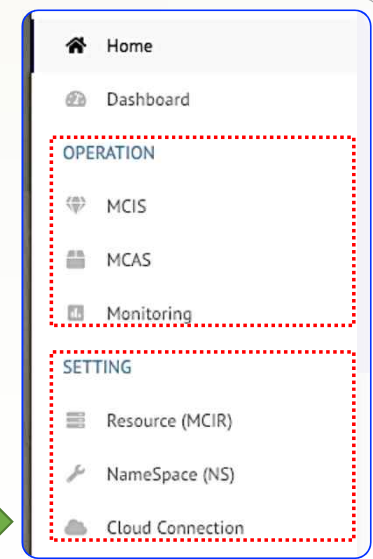 Home
Dashboard
OPERATION
MCIS
MCAS
Monitoring
SETTING
Resource (MCIR)
NameSpace (NS)
Cloud Connection